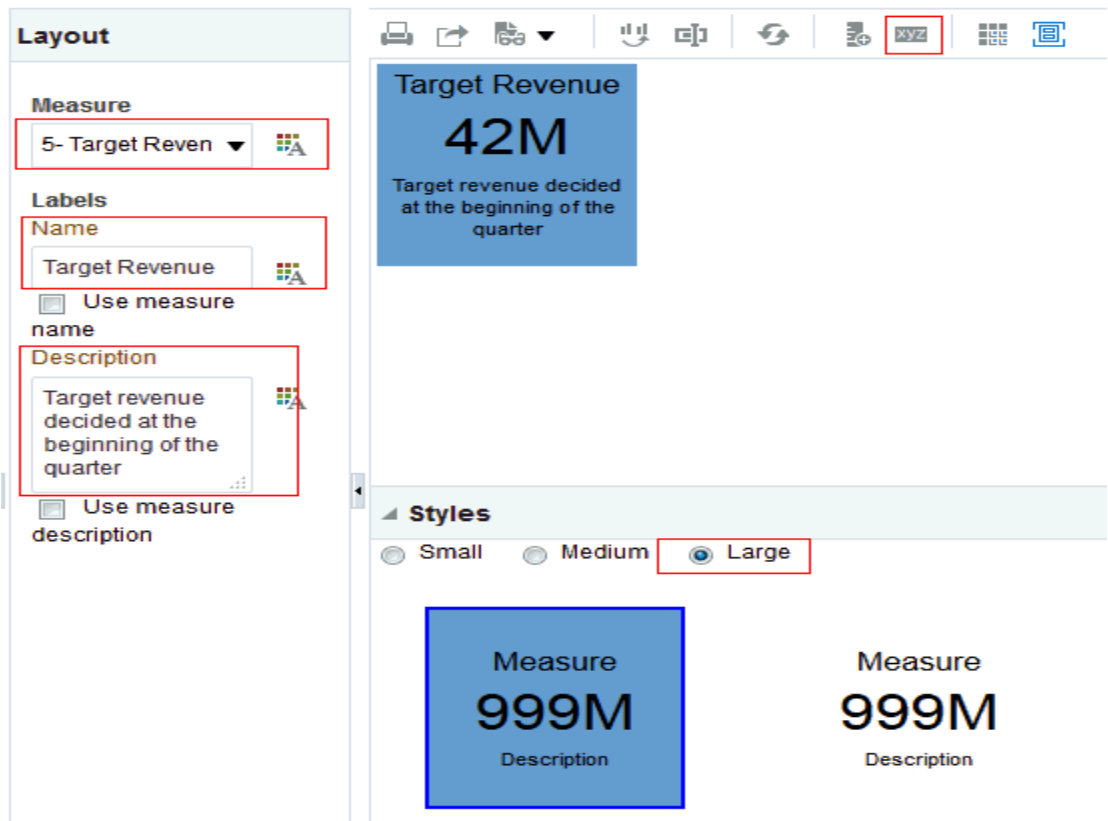 Layout
Measure
5- Target Reven
A
Labels
Name
Target Revenue
A
Use measure
name
Description
Target revenue
decided at the
beginning of the
quarter
A
Use measure
description
xyz
Target Revenue
42M
Target revenue decided
at the beginning of the
quarter
Styles
Small Medium Large
Measure
999M
Description
Measure
999M
Description